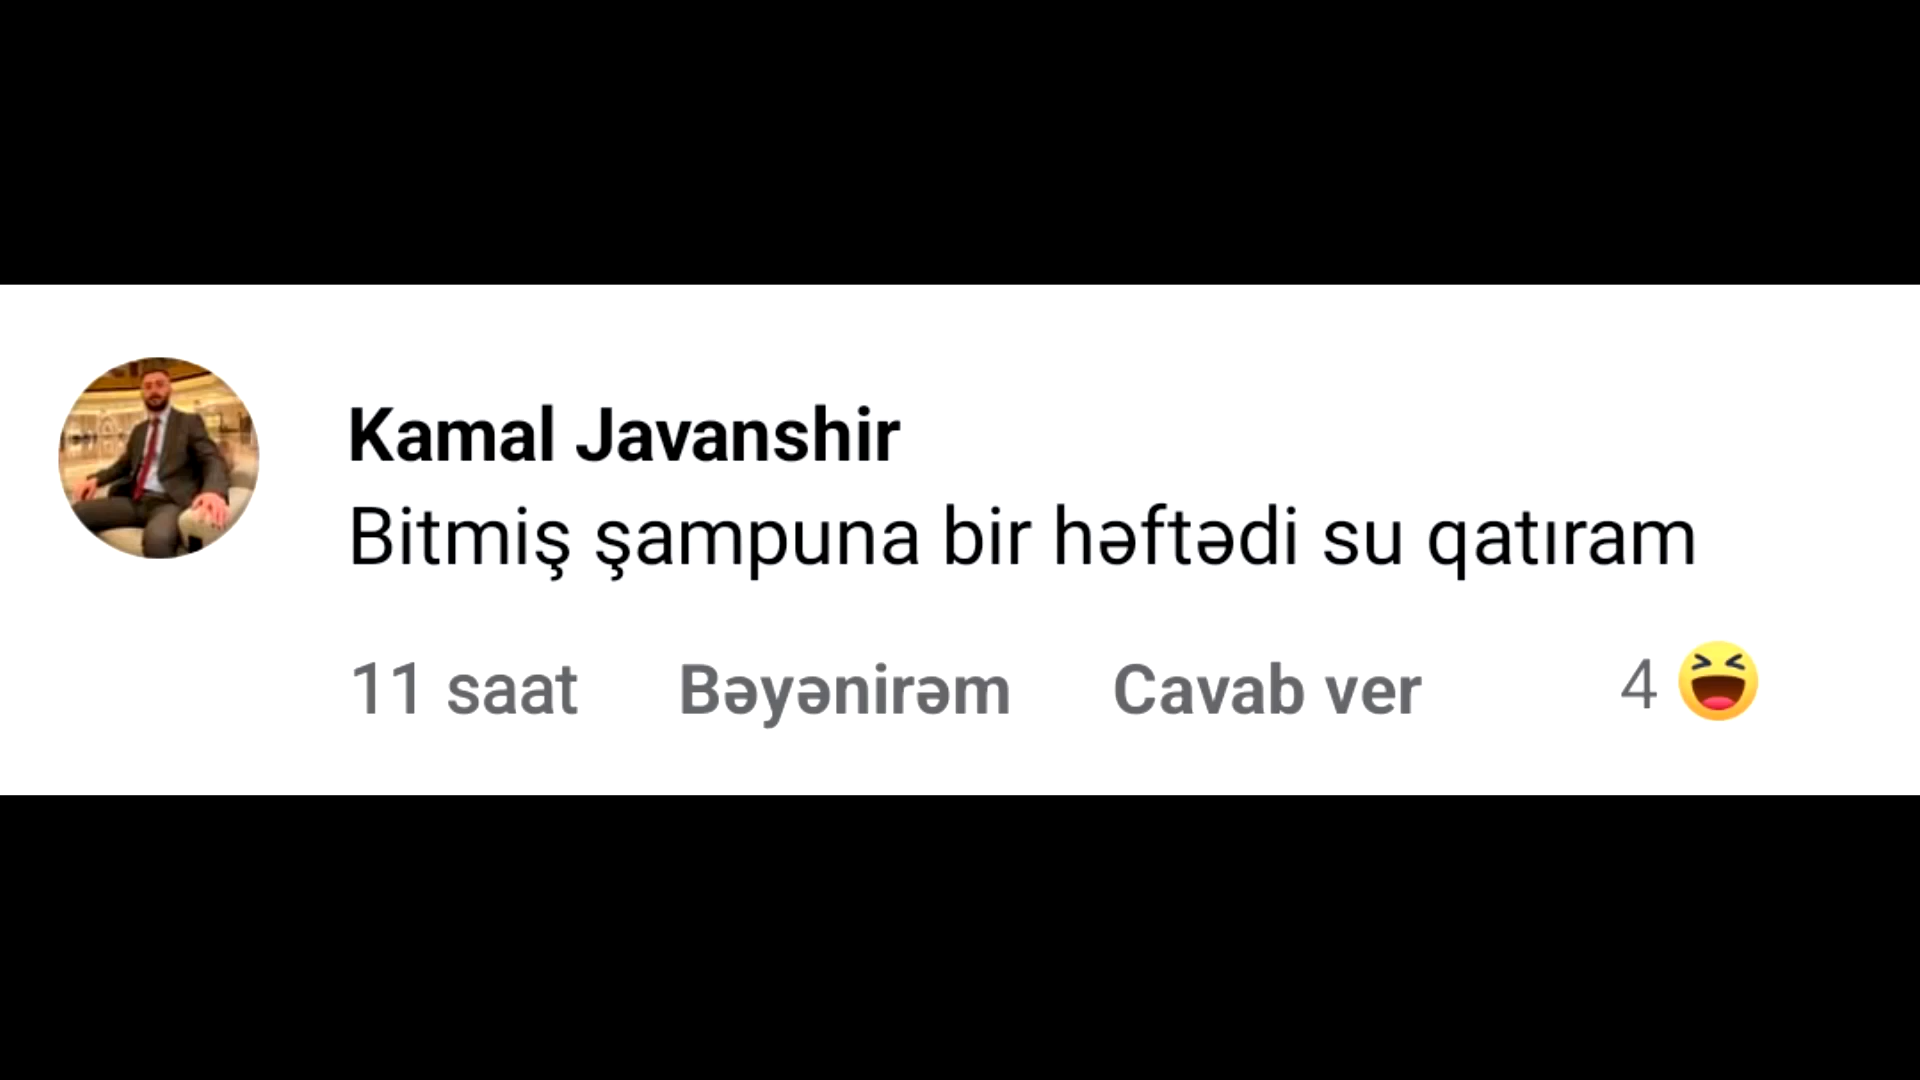 Kamal Javanshir
Bitmiş şampuna bir həftədi su qatıram
11 saat Bəyənirəm Cavab ver 4